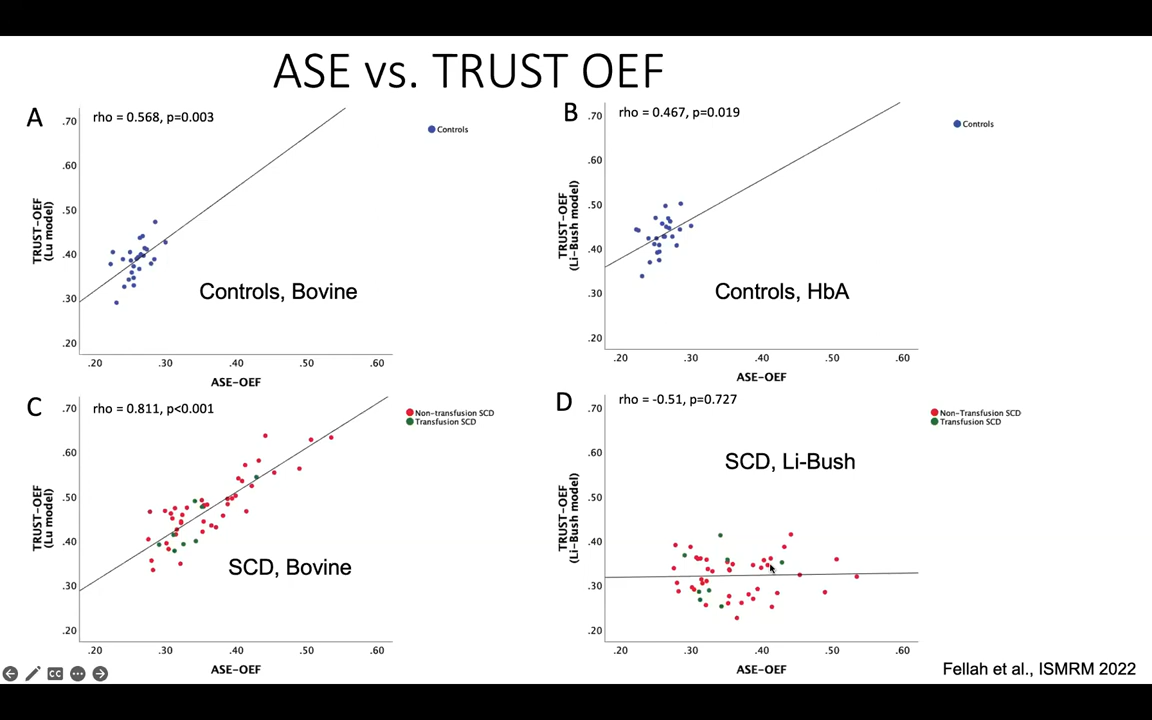 ASE vs. TRUST OEF
A
rho = 0.568, p=0.003
Controls
TRUST-OEF
(Lu model)
.70
.60
.50
.40
.30
.20
.20 .30 .40 .50 .60
ASE-OEF
Controls, Bovine
B
rho = 0.467, p=0.019
Controls
TRUST-OEF
(Li-Bush model)
.70
.60
.50
.40
.30
.20
.20 .30 .40 .50 .60
ASE-OEF
Controls, HbA
C
rho = 0.811, p<0.001
Non-transfusion SCD
Transfusion SCD
TRUST-OEF
(Lu model)
.70
.60
.50
.40
.30
.20
.20 .30 .40 .50 .60
ASE-OEF
SCD, Bovine
D
rho = -0.51, p=0.727
Non-Transfusion SCD
Transfusion SCD
TRUST-OEF
(Li-Bush model)
.70
.60
.50
.40
.30
.20
.20 .30 .40 .50 .60
ASE-OEF
SCD, Li-Bush
CC
Fellah et al., ISMRM 2022